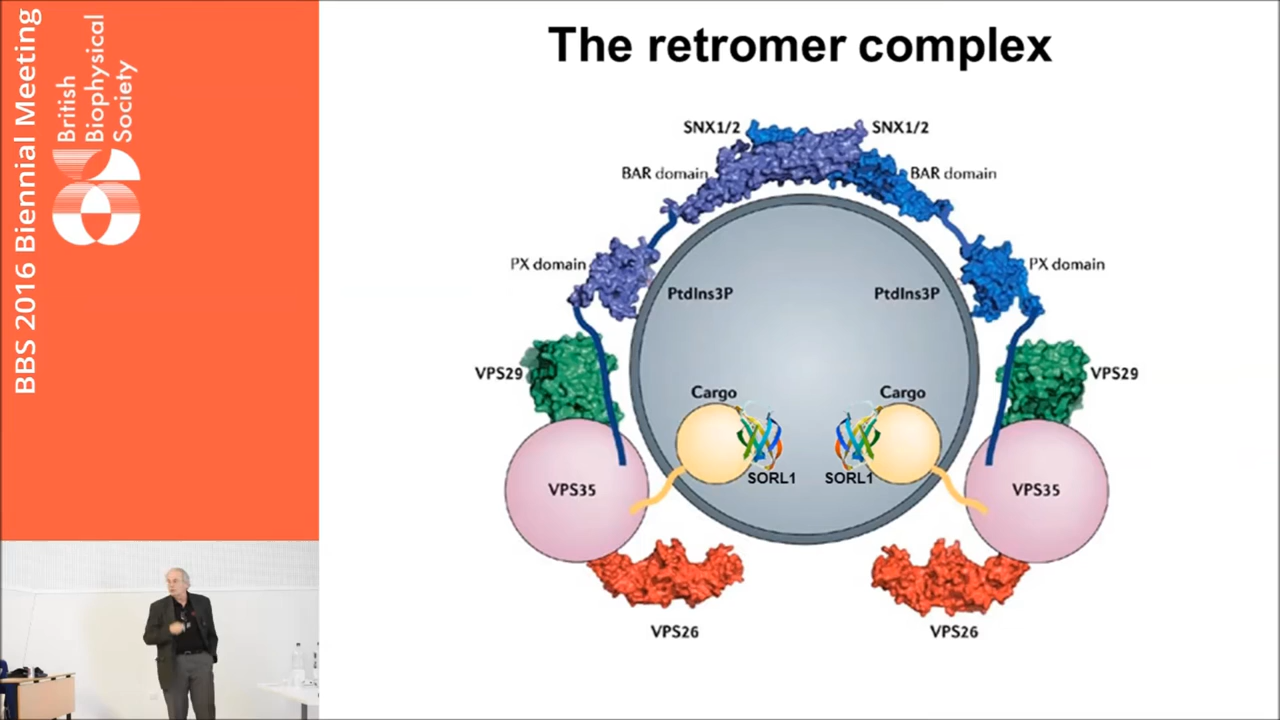 BBS 2016 Biennial Meeting
British
Biophysical
Society
The retromer complex
SNX1/2
SNX1/2
BAR domain
BAR domain
PX domain
PX domain
PtdIns3P
PtdIns3P
VPS29
VPS29
Cargo
Cargo
SORL1
SORL1
VPS35
VPS35
VPS26
VPS26